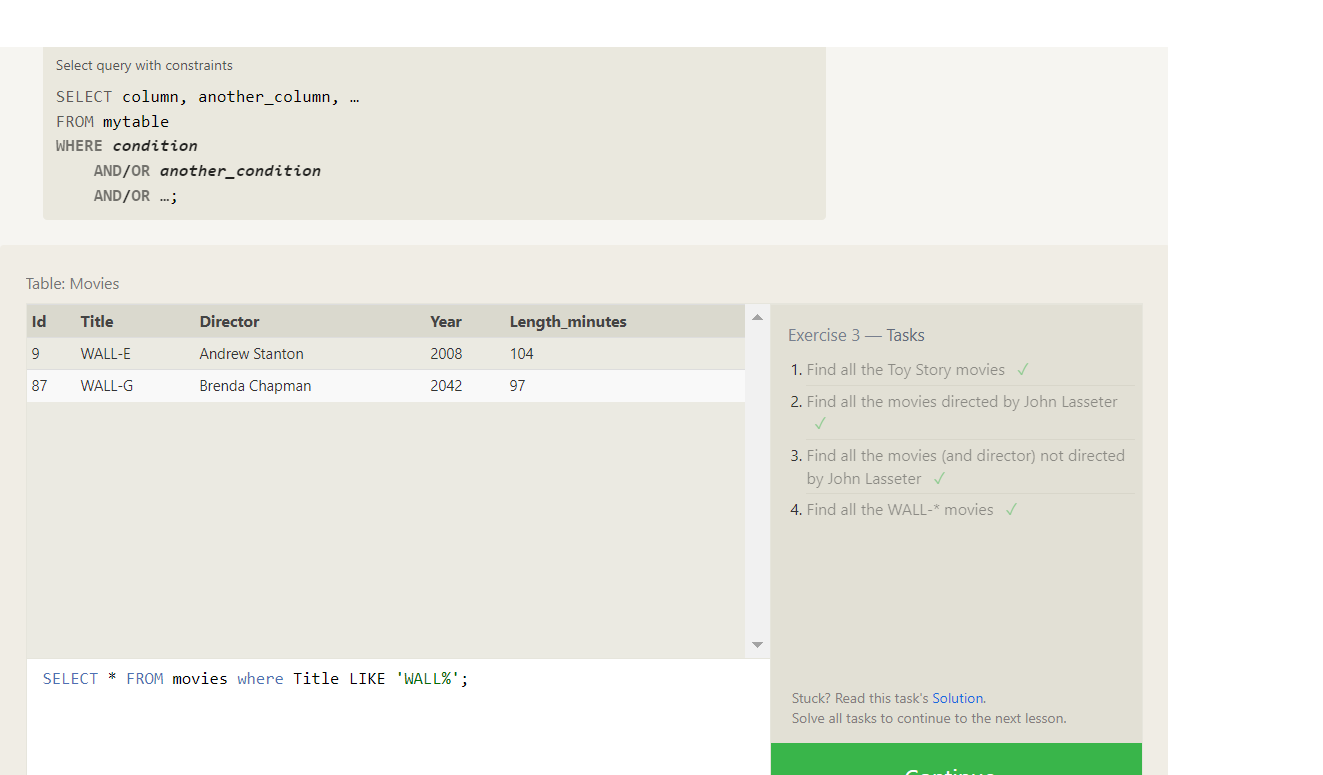 Select query with constraints
SELECT column, another_column, …
FROM mytable
WHERE condition
AND/OR another_condition
AND/OR …;
Table: Movies
Id Title Director Year Length_minutes
9 WALL-E Andrew Stanton 2008 104
87 WALL-G Brenda Chapman 2042 97
SELECT * FROM movies where Title LIKE 'WALL%';
Exercise 3 — Tasks
1. Find all the Toy Story movies ✓
2. Find all the movies directed by John Lasseter
✓
3. Find all the movies (and director) not directed
by John Lasseter ✓
4. Find all the WALL-* movies ✓
Stuck? Read this task's Solution.
Solve all tasks to continue to the next lesson.
Continue